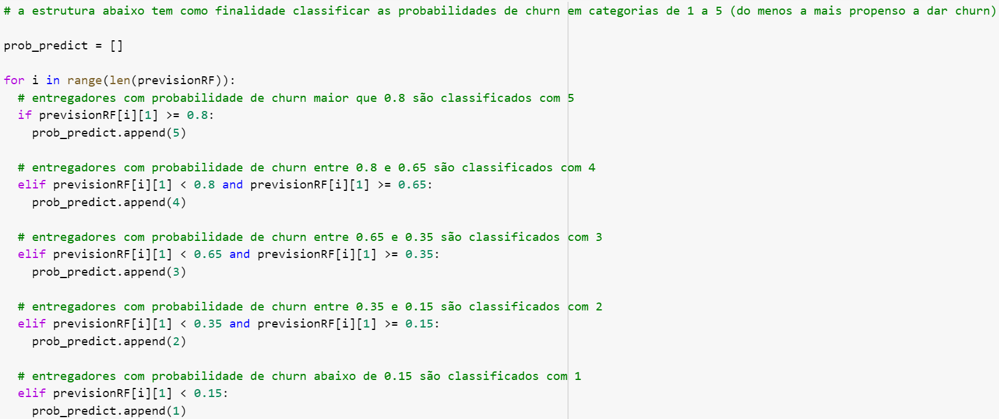 # a estrutura abaixo tem como finalidade classificar as probabilidades de churn em categorias de 1 a 5 (do menos a mais propenso a dar churn)
prob_predict = []
for i in range(len(previsionRF)):
  # entregadores com probabilidade de churn maior que 0.8 são classificados com 5
  if previsionRF[i][1] >= 0.8:
    prob_predict.append(5)
  # entregadores com probabilidade de churn entre 0.8 e 0.65 são classificados com 4
  elif previsionRF[i][1] < 0.8 and previsionRF[i][1] >= 0.65:
    prob_predict.append(4)
  # entregadores com probabilidade de churn entre 0.65 e 0.35 são classificados com 3
  elif previsionRF[i][1] < 0.65 and previsionRF[i][1] >= 0.35:
    prob_predict.append(3)
  # entregadores com probabilidade de churn entre 0.35 e 0.15 são classificados com 2
  elif previsionRF[i][1] < 0.35 and previsionRF[i][1] >= 0.15:
    prob_predict.append(2)
  # entregadores com probabilidade de churn abaixo de 0.15 são classificados com 1
  elif previsionRF[i][1] < 0.15:
    prob_predict.append(1)